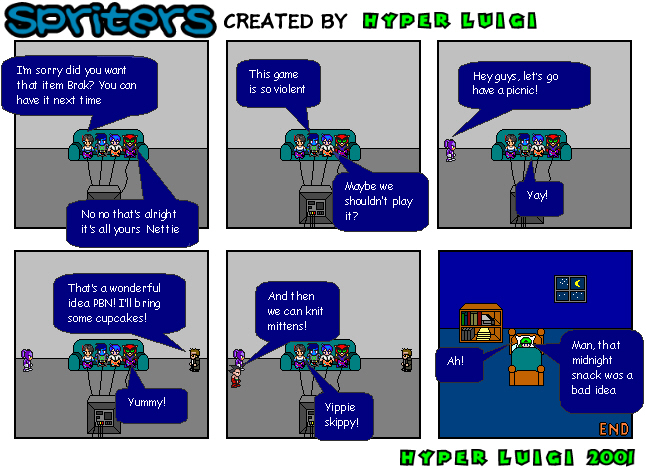 Spriters CREATED BY HYPER LUIGI
I'm sorry did you want
that item Brak? You can
have it next time
No no that's alright
it's all yours Nettie
This game
is so violent
Maybe we
shouldn't play
it?
Hey guys, let's go
have a picnic!
Yay!
That's a wonderful
idea PBN! I'll bring
some cupcakes!
Yummy!
And then
we can knit
mittens!
Yippie
skippy!
Ah!
Man, that
midnight
snack was a
bad idea
END
HYPER LUIGI 2001